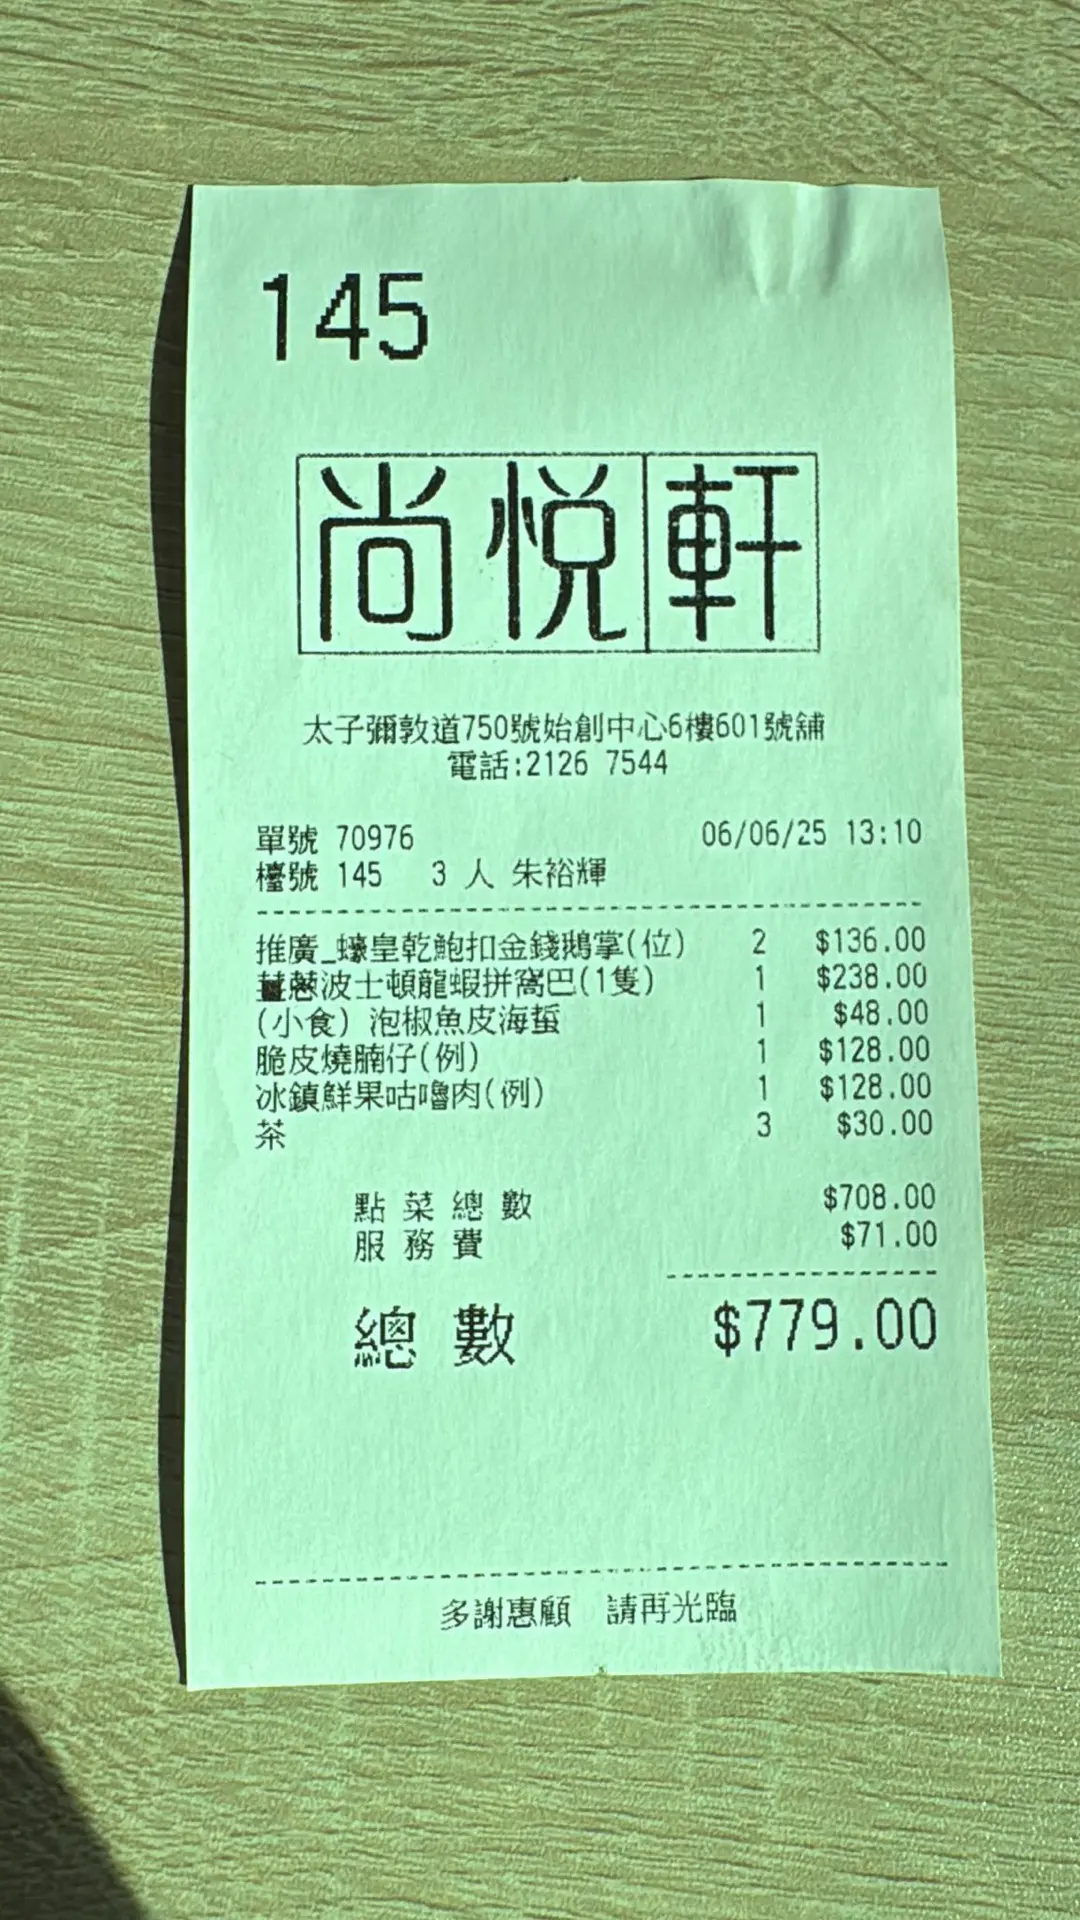 145
尚悅軒
太子彌敦道750號始創中心6樓601號舖
電話:2126 7544
單號 70976 06/06/25 13:10
檯號 145 3 人 朱裕輝
推廣_蠔皇乾鮑扣金錢鵝掌(位) 2 $136.00
薑蔥波士頓龍蝦拼窩巴(1隻) 1 $238.00
(小食) 泡椒魚皮海蜇 1 $48.00
脆皮燒腩仔(例) 1 $128.00
冰鎮鮮果咕嚕肉(例) 1 $128.00
茶 3 $30.00
點菜總數 $708.00
服務費 $71.00
總數 $779.00
多謝惠顧 請再光臨